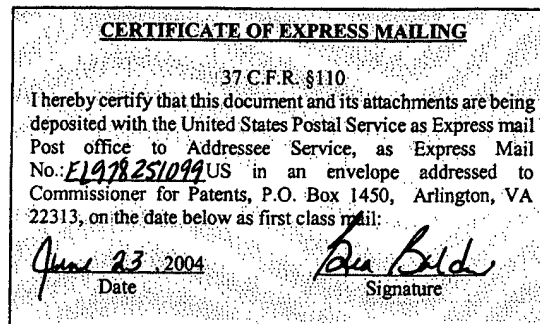 CERTIFICATE OF EXPRESS MAILING
37 C.F.R. §110
I hereby certify that this document and its attachments are being
deposited with the United States Postal Service as Express mail
Post office to Addressee Service, as Express Mail
No.:EL978251099US in an envelope addressed to
Commissioner for Patents, P.O. Box 1450, Arlington, VA
22313, on the date below as first class mail:
June 23, 2004
Date Signature